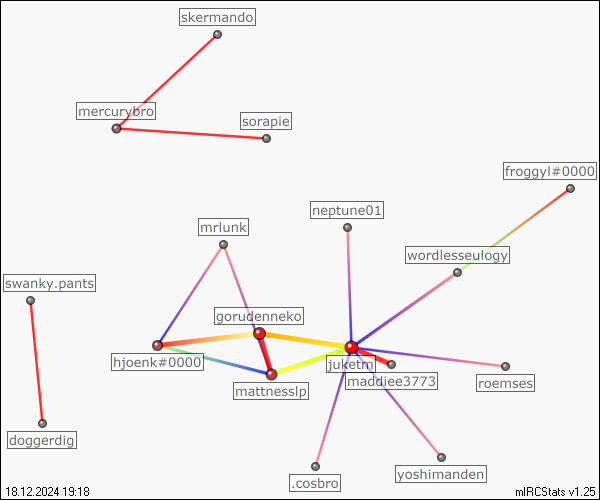 skermando
mercurybro
sorapie
froggyl#0000
neptune01
mrlunk
wordlesseulogy
swanky.pants
gorudenneko
hjoenk#0000
juketm
maddiee3773
roemses
mattnesslp
doggerdig
.cosbro
yoshimanden
18.12.2024 19:18
mIRCStats v1.25